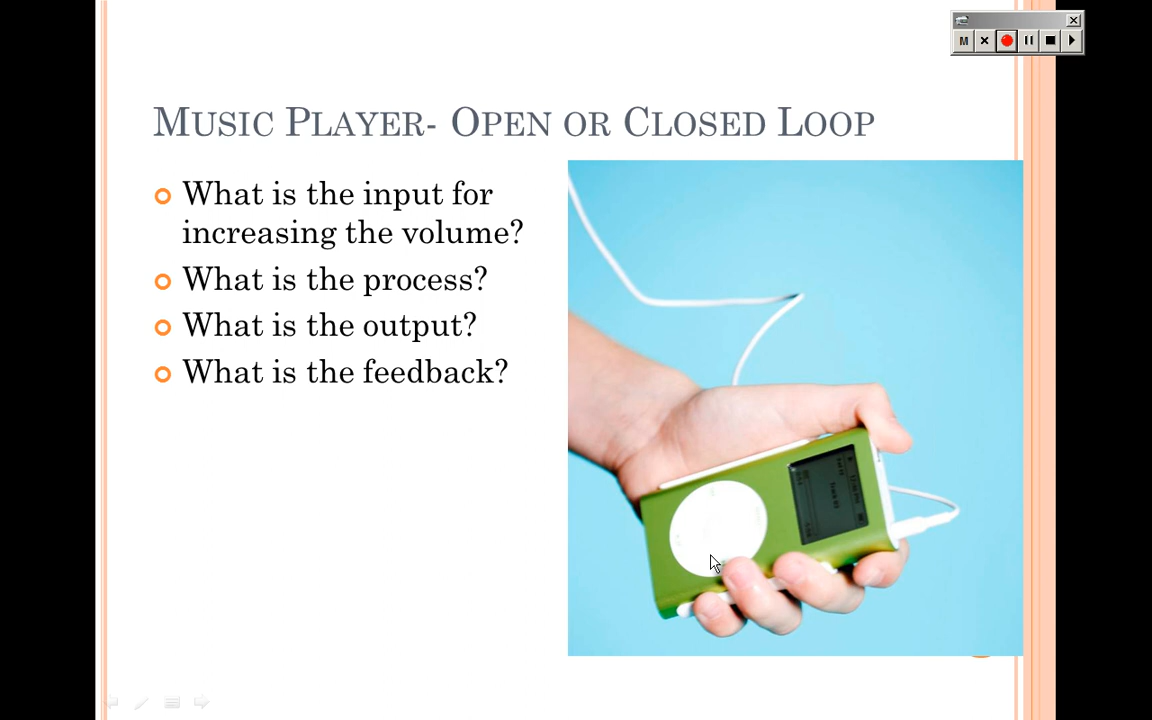 M
MUSIC PLAYER- OPEN OR CLOSED LOOP
What is the input for
increasing the volume?
What is the process?
What is the output?
What is the feedback?